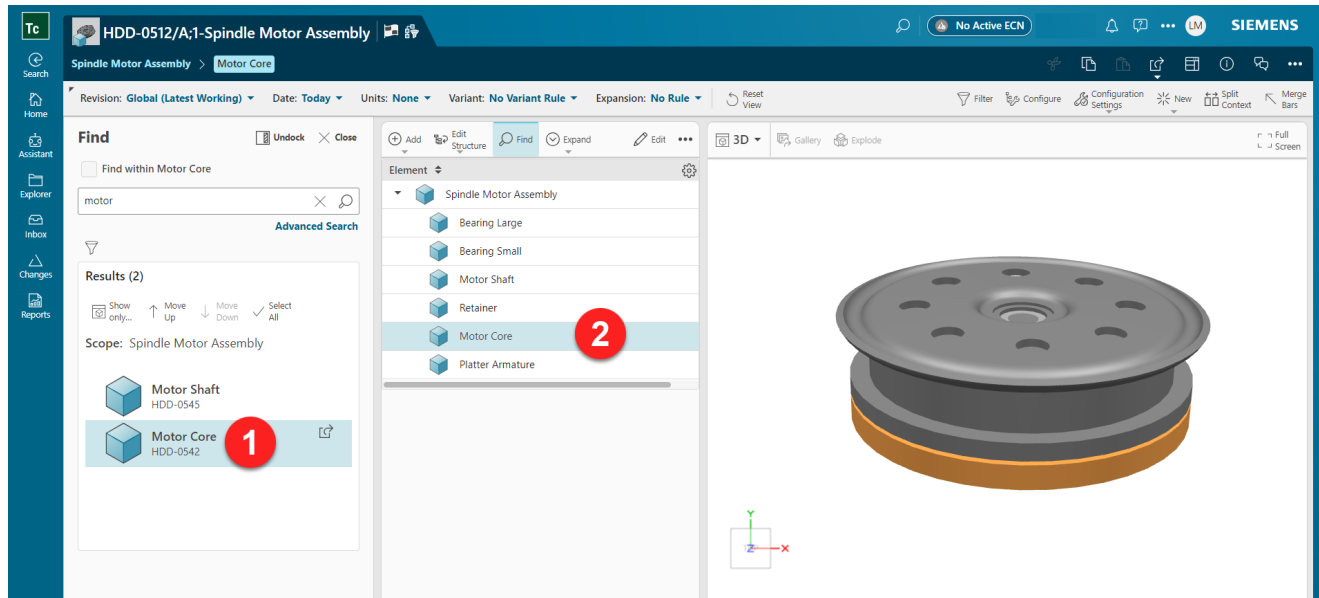 Tc
HDD-0512/A;1-Spindle Motor Assembly
No Active ECN
LM
SIEMENS
Search
Home
Assistant
Explorer
Inbox
Changes
Reports
Spindle Motor Assembly > Motor Core
Revision: Global (Latest Working) Date: Today Units: None Variant: No Variant Rule Expansion: No Rule
Reset
View
Filter
Configure
Configuration
Settings
New
Split
Context
Merge
Bars
Find
Undock
Close
Find within Motor Core
motor
Advanced Search
Results (2)
Show
only...
Move
Up
Move
Down
Select
All
Scope: Spindle Motor Assembly
Motor Shaft
HDD-0545
Motor Core
HDD-0542
1
Add
Edit
Structure
Find
Expand
Edit
Element
Spindle Motor Assembly
Bearing Large
Bearing Small
Motor Shaft
Retainer
Motor Core
2
Platter Armature
3D
Gallery
Explode
Full
Screen
Y
Z
X